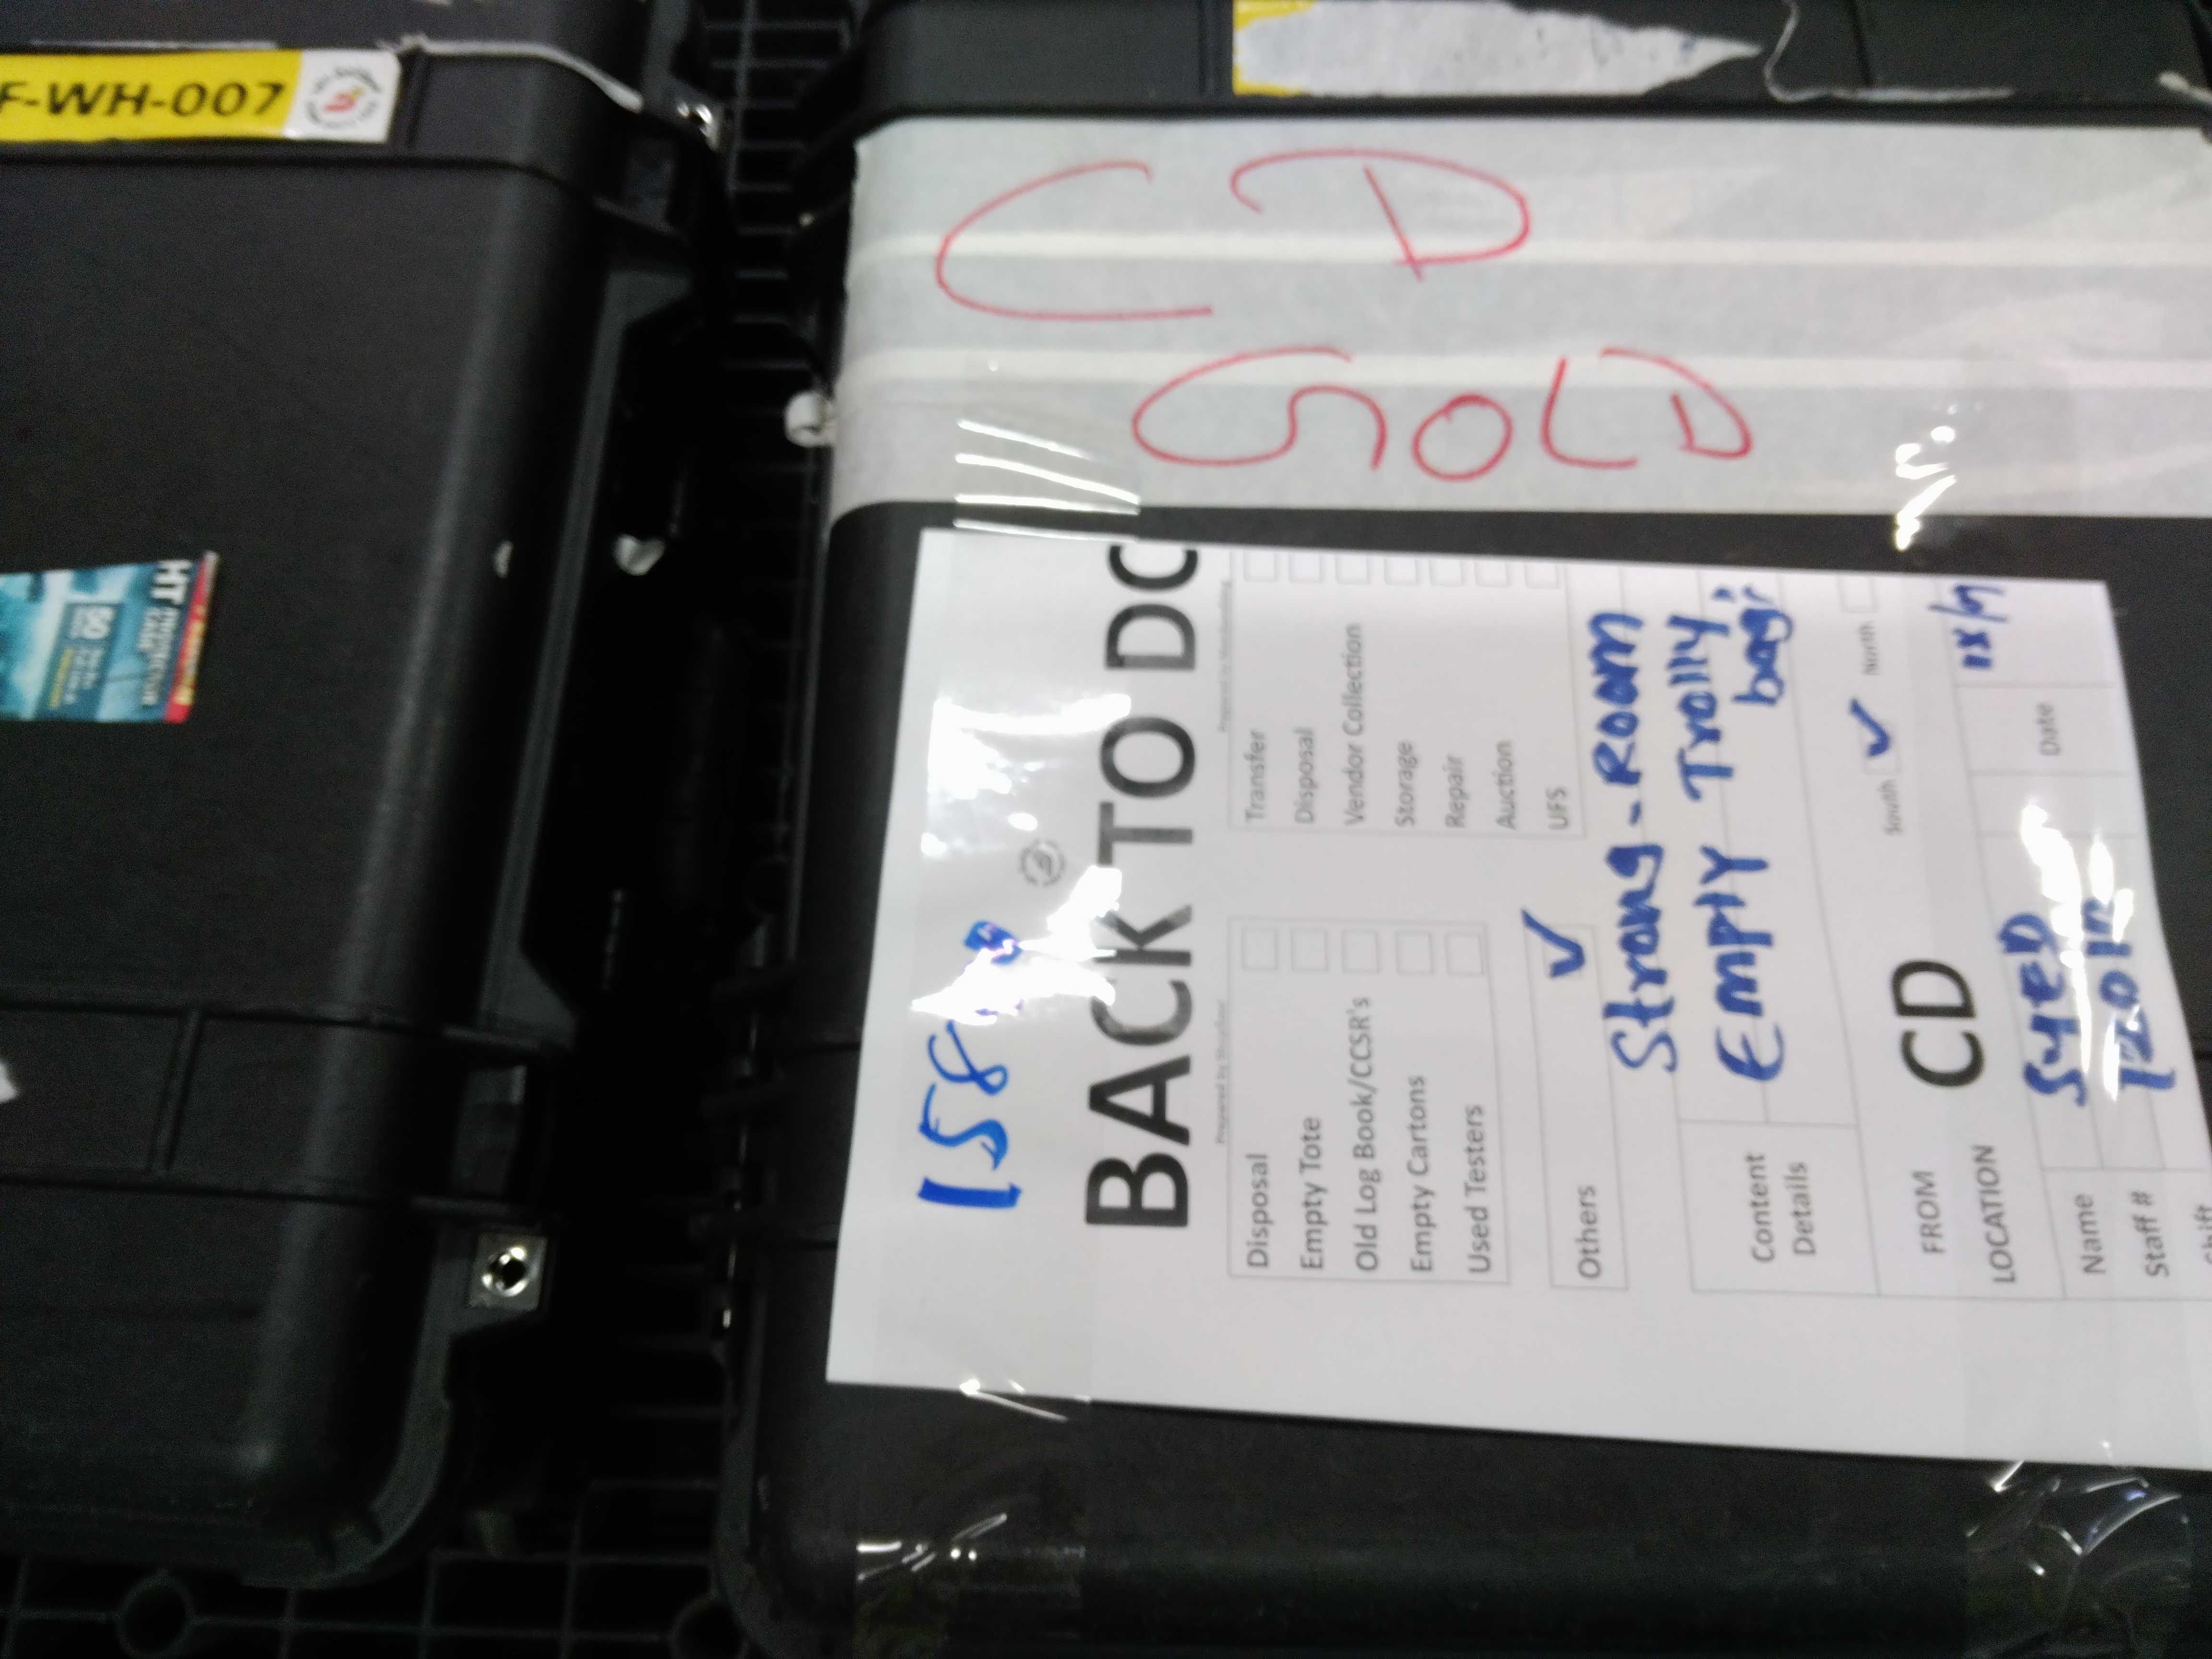 F-WH-007
CD
GOLD
BACK TO DC
Disposal
Empty Tote
Old Log Book/CCSR's
Empty Cartons
Used Testers
Transfer
Disposal
Vendor Collection
Storage
Repair
Auction
UFS
Others
Strong-Room
Content Details
Empty Trolly
bags
FROM LOCATION
CD
South
North
Name
SYED
Date
Staff #